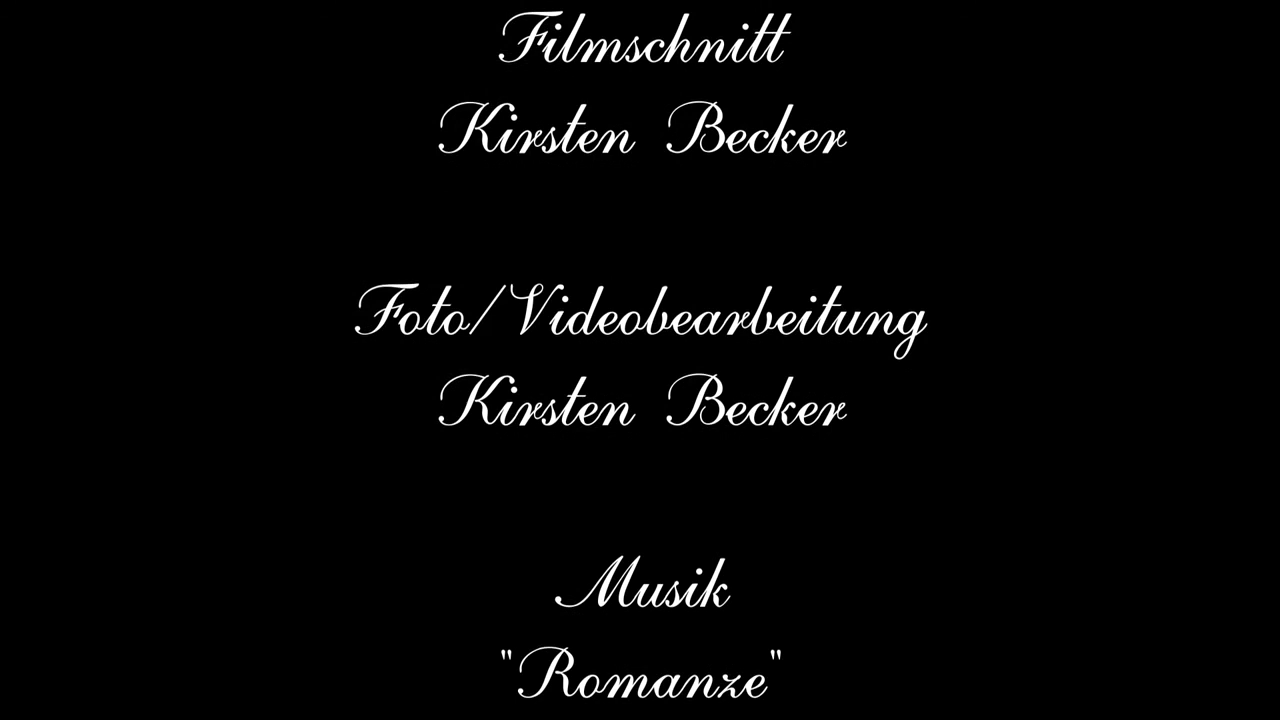 Filmschnitt
Kirsten Becker
Foto/Videobearbeitung
Kirsten Becker
Musik
"Romanze"